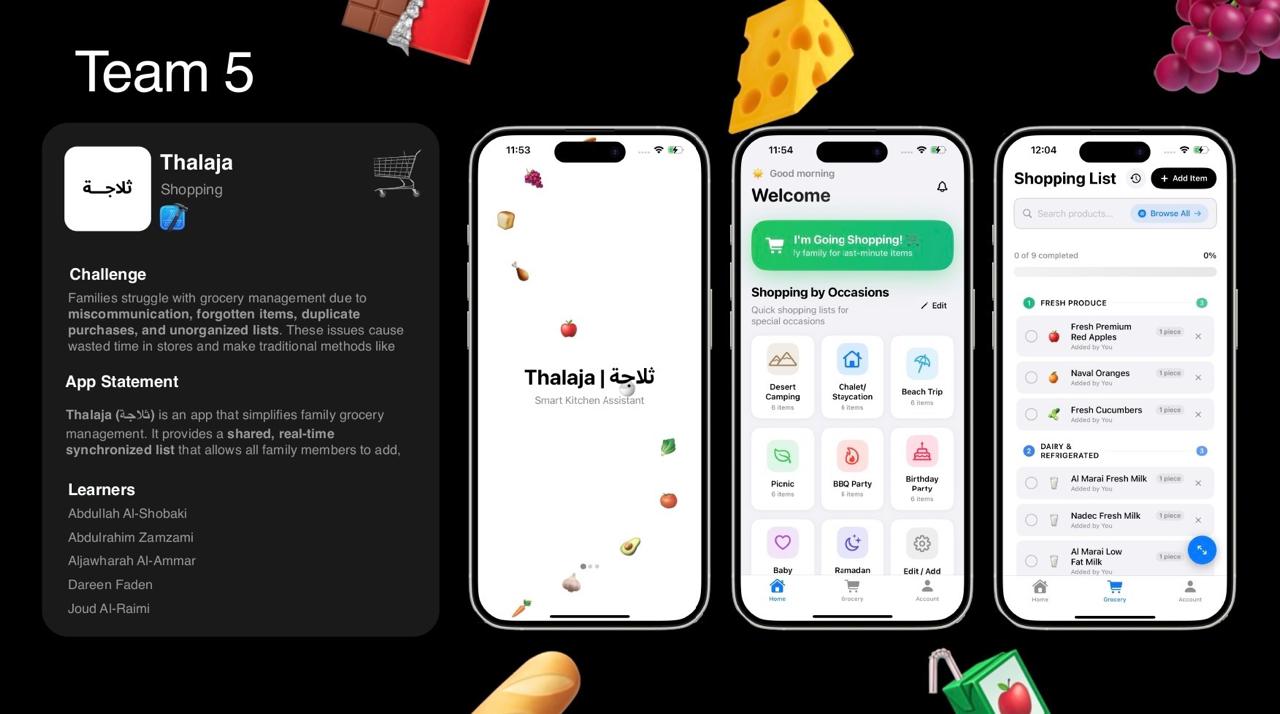 Team 5
ثلاجة
Thalaja
Shopping
Challenge
Families struggle with grocery management due to
miscommunication, forgotten items, duplicate
purchases, and unorganized lists. These issues cause
wasted time in stores and make traditional methods like
App Statement
Thalaja (ثلاجة) is an app that simplifies family grocery
management. It provides a shared, real-time
synchronized list that allows all family members to add,
Learners
Abdullah Al-Shobaki
Abdulrahim Zamzami
Aljawharah Al-Ammar
Dareen Faden
Joud Al-Raimi
11:53
Thalaja | ثلاجة
Smart Kitchen Assistant
11:54
Good morning
Welcome
I'm Going Shopping!
y family for last-minute items
Shopping by Occasions
Edit
Quick shopping lists for
special occasions
Desert
Camping
6 items
Chalet/
Staycation
6 items
Beach Trip
6 items
Picnic
6 items
BBQ Party
6 items
Birthday
Party
6 items
Baby
Ramadan
Edit / Add
Home
Grocery
Account
12:04
Shopping List
+ Add Item
Search products...
Browse All →
0 of 9 completed
0%
1 FRESH PRODUCE 3
Fresh Premium
Red Apples
Added by You
1 piece
Naval Oranges
Added by You
1 piece
Fresh Cucumbers
Added by You
1 piece
2 DAIRY &
REFRIGERATED 3
Al Marai Fresh Milk
Added by You
1 piece
Nadec Fresh Milk
Added by You
1 piece
Al Marai Low
Fat Milk
Added by You
1 piece
Home
Grocery
Account